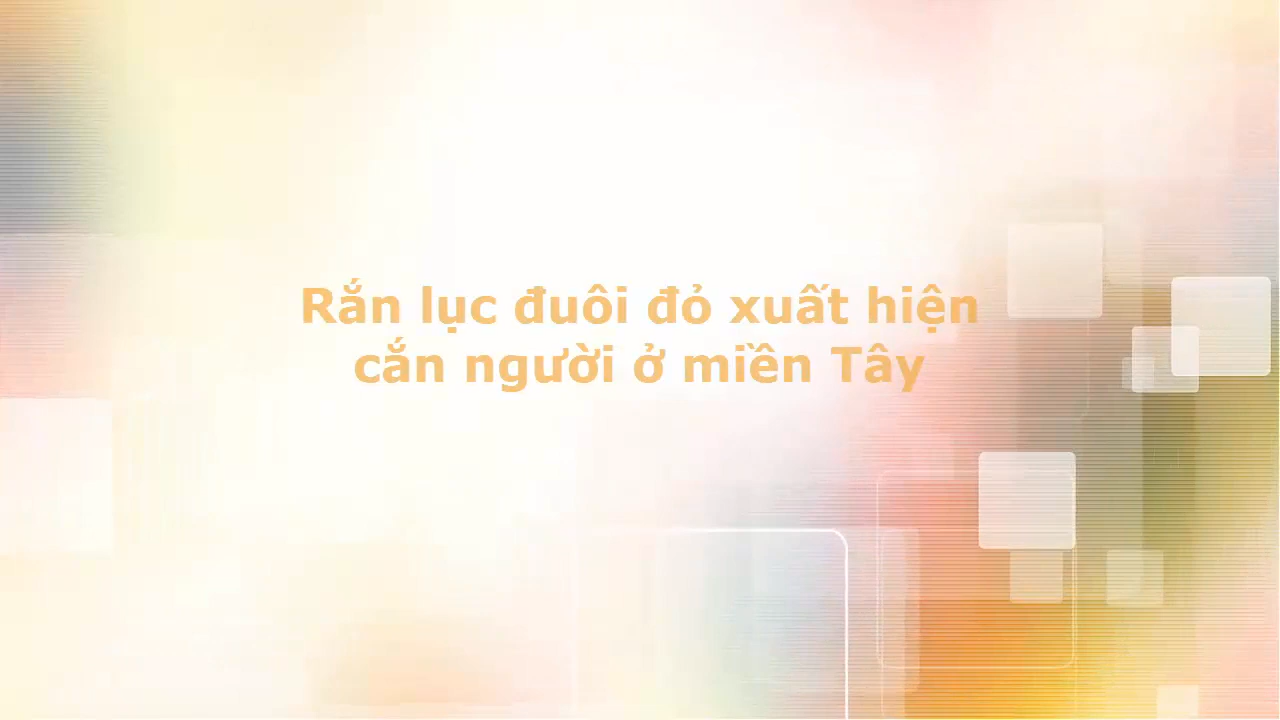 Rắn lục đuôi đỏ xuất hiện
cắn người ở miền Tây